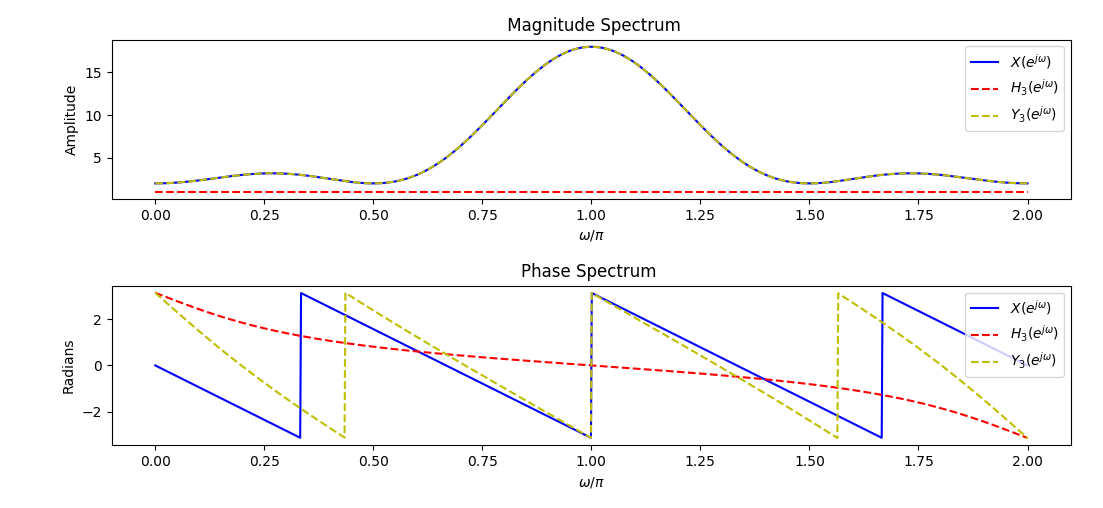 Magnitude Spectrum
Amplitude
15
10
5
X(e^{jω})
H₃(e^{jω})
Y₃(e^{jω})
0.00 0.25 0.50 0.75 1.00 1.25 1.50 1.75 2.00
ω/π
Phase Spectrum
Radians
2
0
−2
X(e^{jω})
H₃(e^{jω})
Y₃(e^{jω})
0.00 0.25 0.50 0.75 1.00 1.25 1.50 1.75 2.00
ω/π